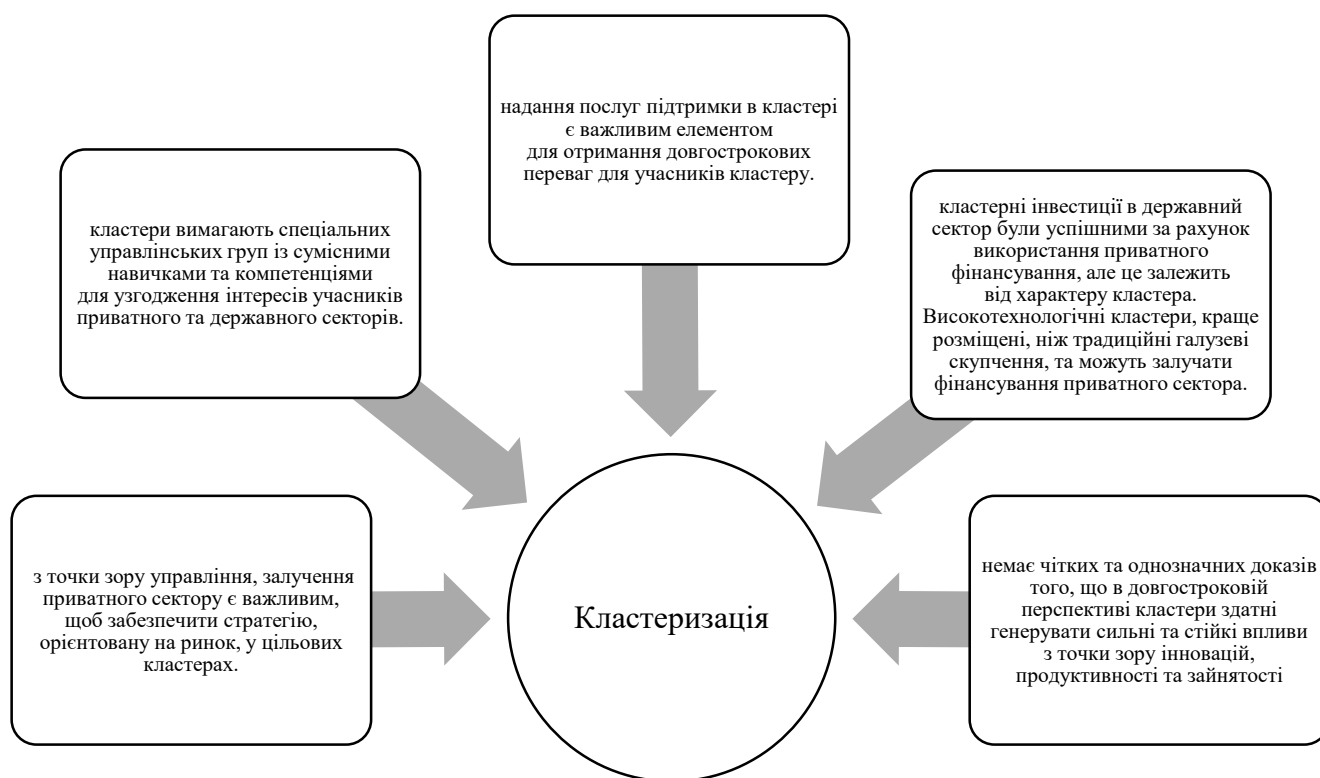 надання послуг підтримки в кластері
є важливим елементом
для отримання довгострокових
переваг для учасників кластеру.
кластери вимагають спеціальних
управлінських груп із сумісними
навичками та компетенціями
для узгодження інтересів учасників
приватного та державного секторів.
кластерні інвестиції в державний
сектор були успішними за рахунок
використання приватного
фінансування, але це залежить
від характеру кластера.
Високотехнологічні кластери, краще
розміщені, ніж традиційні галузеві
скупчення, та можуть залучати
фінансування приватного сектора.
з точки зору управління, залучення
приватного сектору є важливим,
щоб забезпечити стратегію,
орієнтовану на ринок, у цільових
кластерах.
Кластеризація
немає чітких та однозначних доказів
того, що в довгостроковій
перспективі кластери здатні
генерувати сильні та стійкі впливи
з точки зору інновацій,
продуктивності та зайнятості